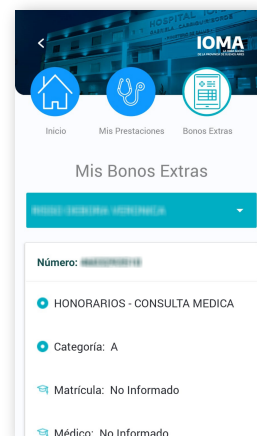 HOSPITAL
IOMA
Inicio
Mis Prestaciones
Bonos Extras
Mis Bonos Extras
Número:
HONORARIOS - CONSULTA MEDICA
Categoría: A
Matrícula: No Informado
Médico: No Informado